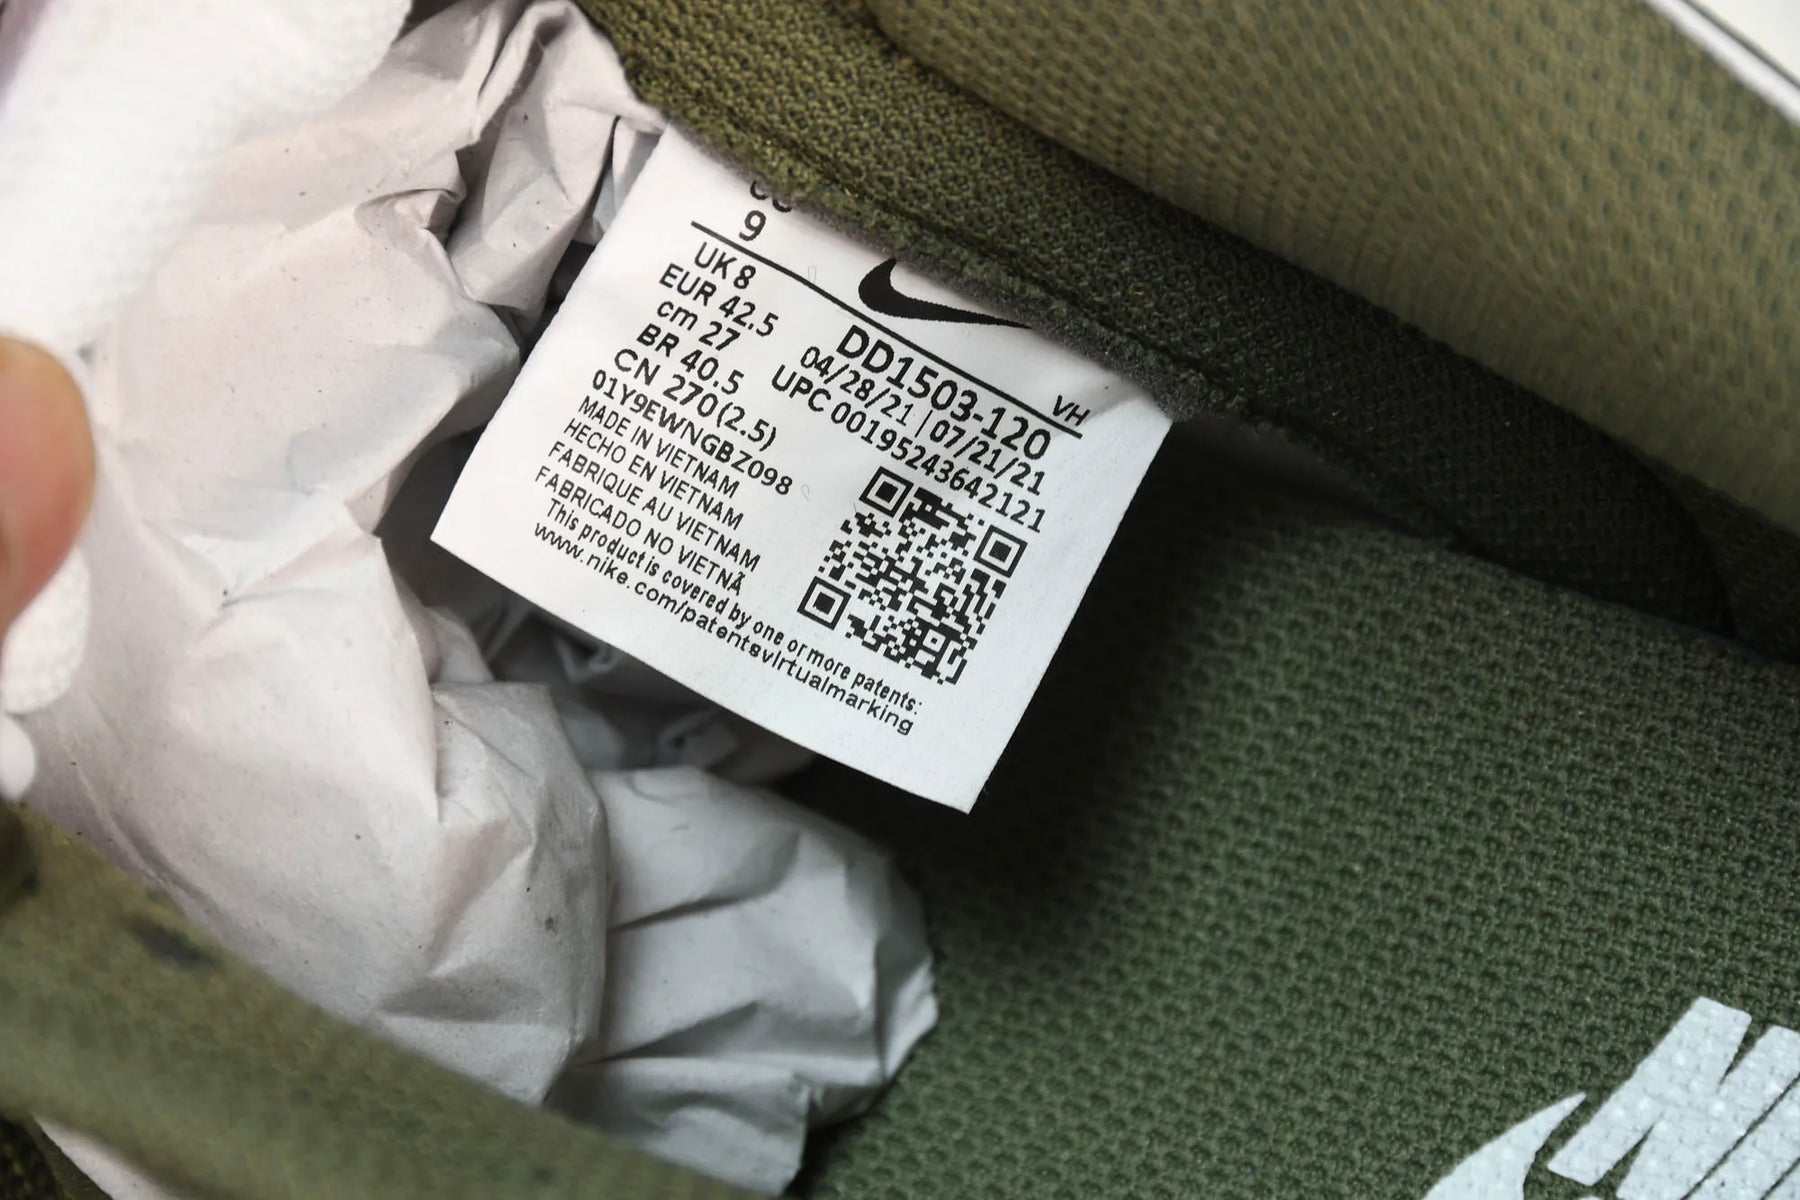 9
UK 8
EUR 42.5
cm 27
BR 40.5
CN 270(2.5)
01Y9EWNGBZ098
MADE IN VIETNAM
HECHO EN VIETNAM
FABRIQUE AU VIETNAM
FABRICADO NO VIETNÃ
This product is covered by one or more patents:
www.nike.com/patentsvirtualmarking
VH
DD1503-120
04/28/21 | 07/21/21
UPC 00195243642121